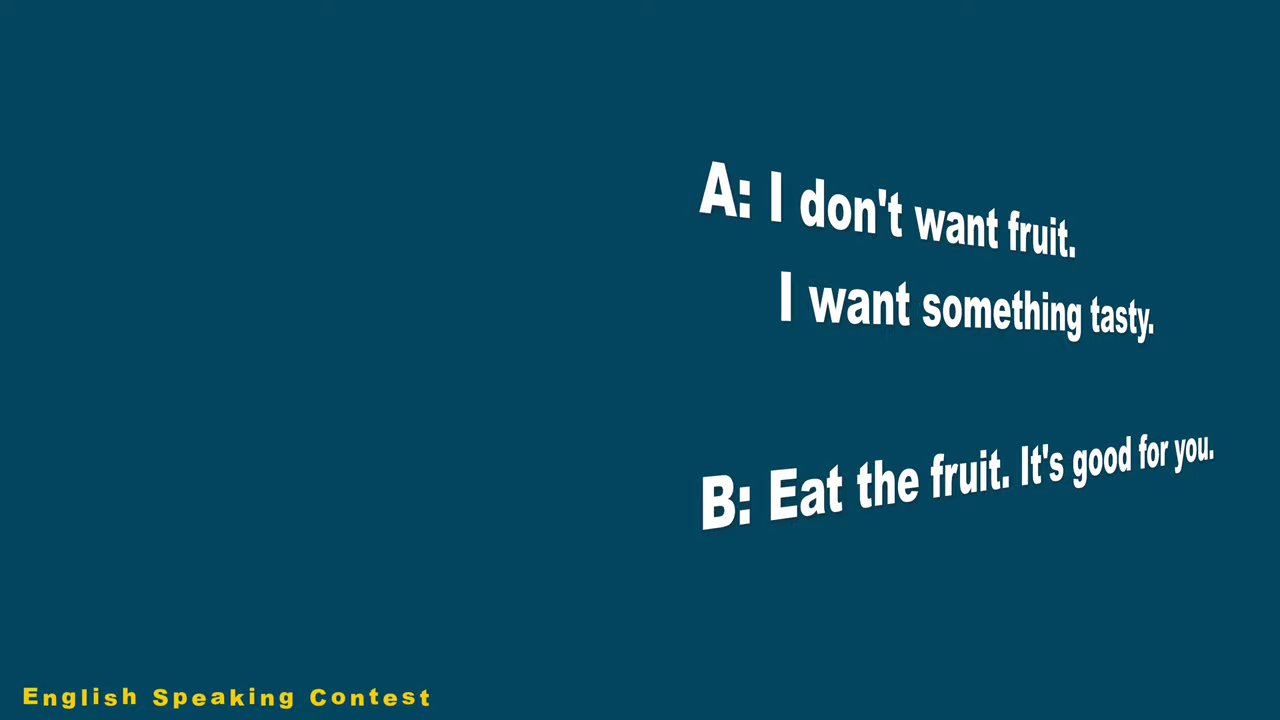 A: I don't want fruit.
I want something tasty.
B: Eat the fruit. It's good for you.
English Speaking Contest